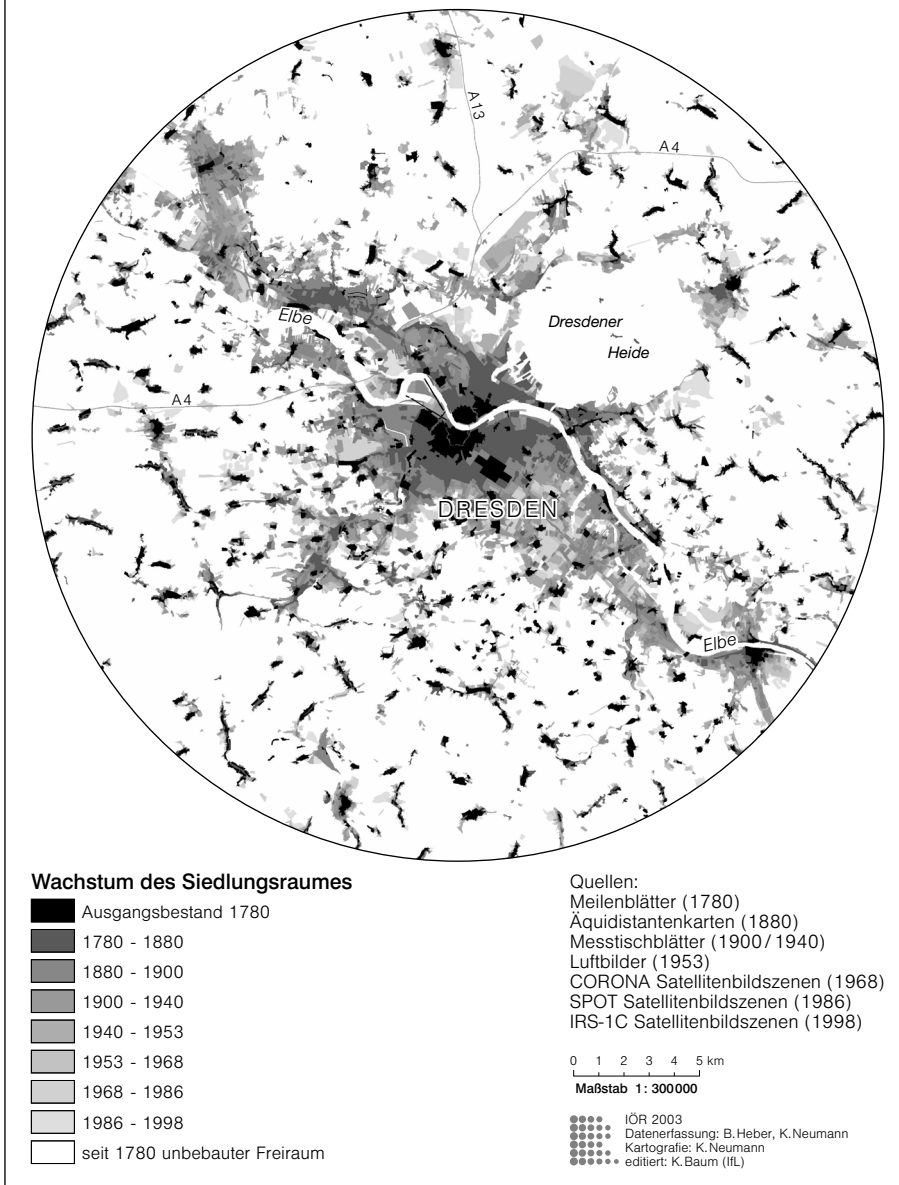 A13
A4
Elbe
Dresdener
Heide
A4
DRESDEN
Elbe
Wachstum des Siedlungsraumes
Ausgangsbestand 1780
1780 - 1880
1880 - 1900
1900 - 1940
1940 - 1953
1953 - 1968
1968 - 1986
1986 - 1998
seit 1780 unbebauter Freiraum
Quellen:
Meilenblätter (1780)
Äquidistantenkarten (1880)
Messtischblätter (1900/1940)
Luftbilder (1953)
CORONA Satellitenbildszenen (1968)
SPOT Satellitenbildszenen (1986)
IRS-1C Satellitenbildszenen (1998)
0 1 2 3 4 5 km
Maßstab 1:300000
IÖR 2003
Datenerfassung: B.Heber, K.Neumann
Kartografie: K.Neumann
editiert: K.Baum (IfL)